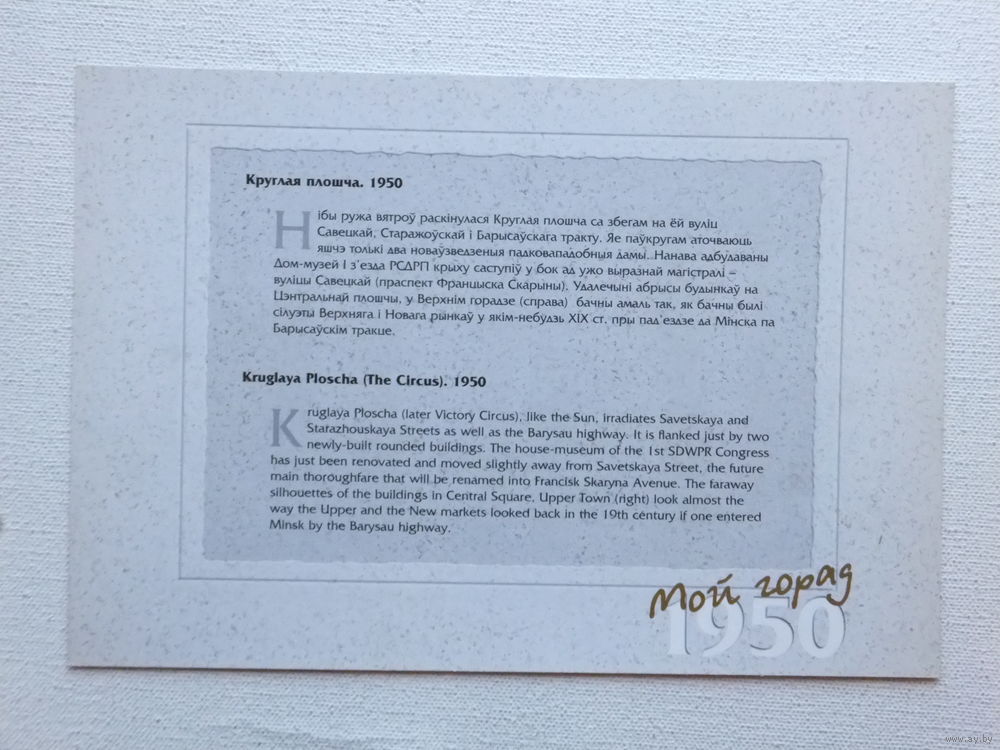 Круглая плошча. 1950
Нібы ружа вятроў раскінулася Круглая плошча са збегам на ёй вуліц
Савецкай, Старажоўскай і Барысаўскага тракту. Яе паўкругам аточваюць
яшчэ толькі два новаўзведзеныя падковападобныя дамы. Нанава адбудаваны
Дом-музей І з'езда РСДРП крыху саступіў у бок ад ужо выразнай магістралі –
вуліцы Савецкай (праспект Францыска Скарыны). Удалечыні абрысы будынкаў на
Цэнтральнай плошчы, у Верхнім горадзе (справа) бачны амаль так, як бачны былі
сілуэты Верхняга і Новага рынкаў у якім-небудзь XIX ст. пры пад'ездзе да Мінска па
Барысаўскім тракце.
Kruglaya Ploscha (The Circus). 1950
Kruglaya Ploscha (later Victory Circus), like the Sun, irradiates Savetskaya and
Starazhouskaya Streets as well as the Barysau highway. It is flanked just by two
newly-built rounded buildings. The house-museum of the 1st SDWPR Congress
has just been renovated and moved slightly away from Savetskaya Street, the future
main thoroughfare that will be renamed into Francisk Skaryna Avenue. The faraway
silhouettes of the buildings in Central Square, Upper Town (right) look almost the
way the Upper and the New markets looked back in the 19th century if one entered
Minsk by the Barysau highway.
Мой горад
1950
www.ay.by